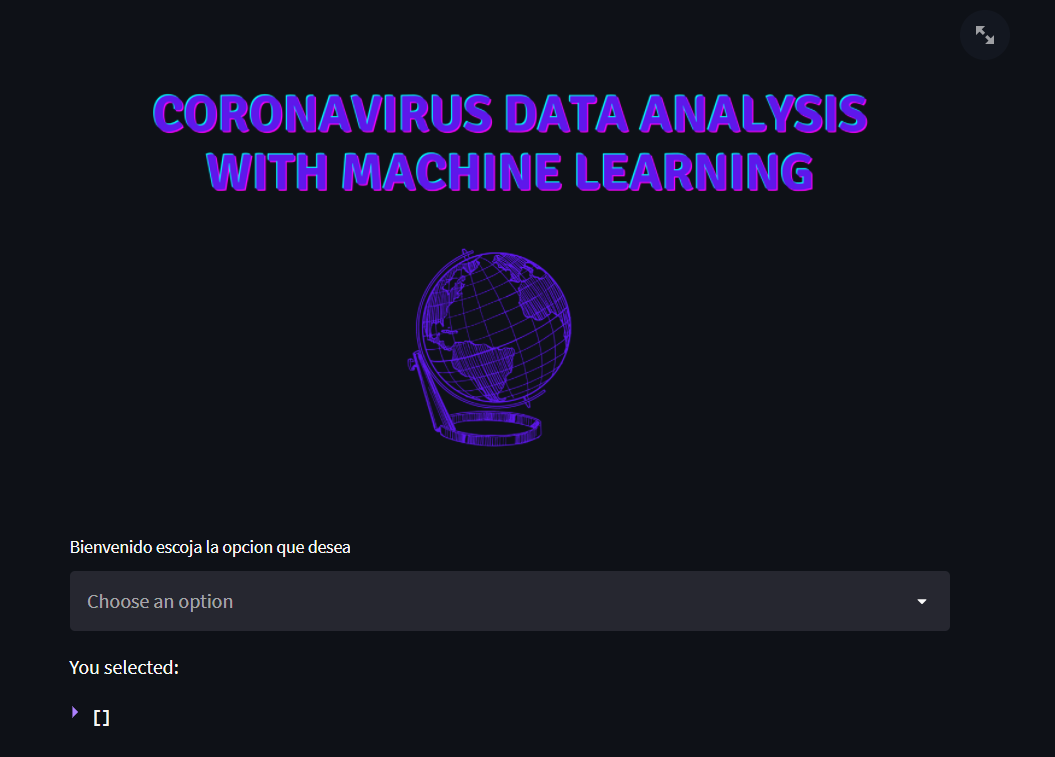 CORONAVIRUS DATA ANALYSIS
WITH MACHINE LEARNING
Bienvenido escoja la opcion que desea
Choose an option
You selected:
[]